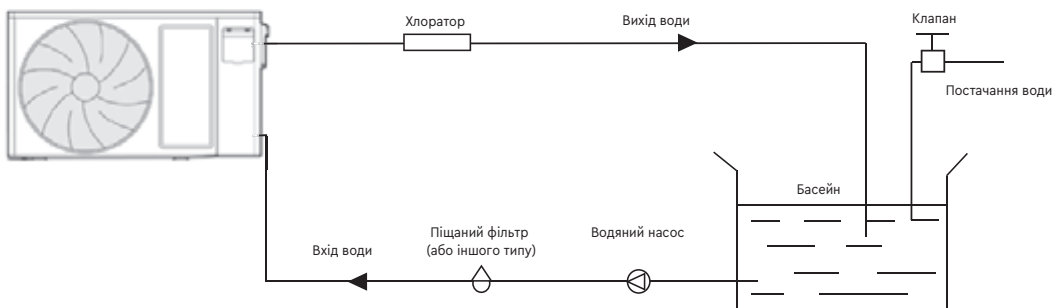 Хлоратор
Вихід води
Клапан
Постачання води
Басейн
Вхід води
Піщаний фільтр
(або іншого типу)
Водяний насос